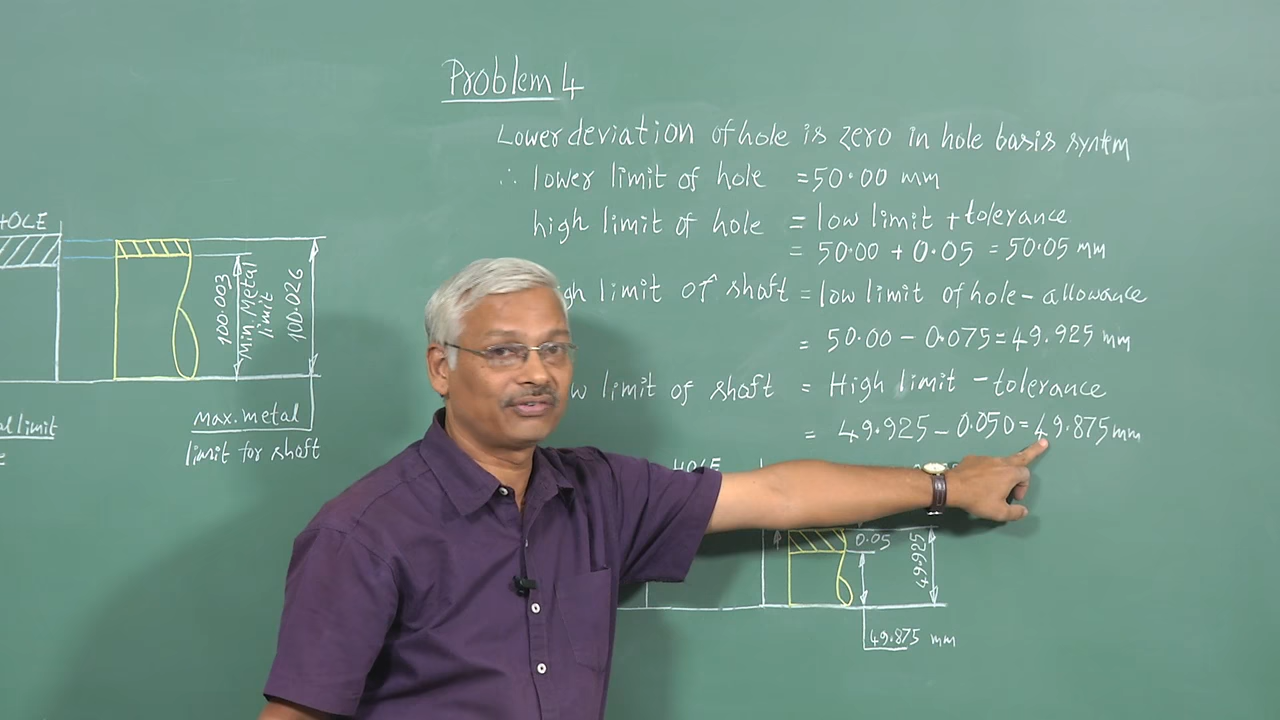 Problem 4
Lower deviation of hole is zero in hole basis system
∴ lower limit of hole = 50.00 mm
high limit of hole = low limit + tolerance
= 50.00 + 0.05 = 50.05 mm
of shaft = low limit of hole - allowance
limit
= 50.00 - 0.075 = 49.925 mm
limit of shaft = High limit - tolerance
= 49.925 - 0.050 = 49.875 mm
HOLE
0.05
49.925
49.875 mm
100.003
Min. Metal
limit
100.026
max. metal
limit for shaft
limit